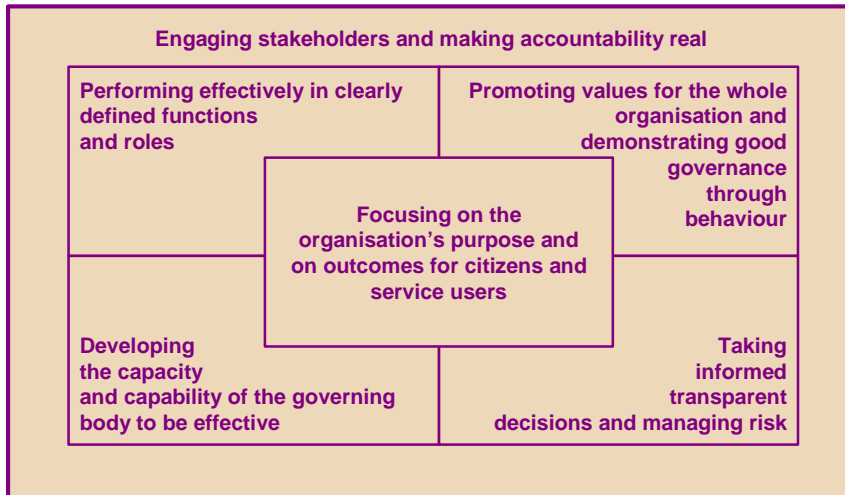 Engaging stakeholders and making accountability real
Performing effectively in clearly
defined functions
and roles
Promoting values for the whole
organisation and
demonstrating good
governance
through
behaviour
Focusing on the
organisation’s purpose and
on outcomes for citizens and
service users
Developing
the capacity
and capability of the governing
body to be effective
Taking
informed
transparent
decisions and managing risk